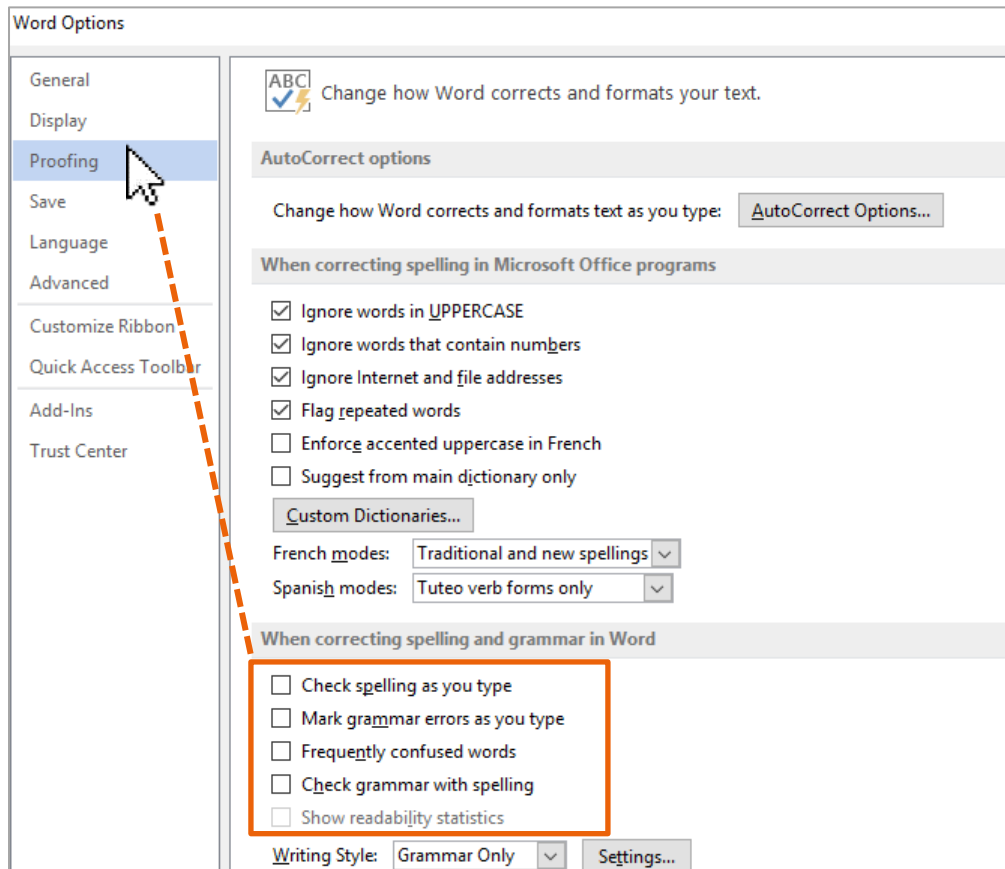 Word Options
General
Display
Proofing
Save
Language
Advanced
Customize Ribbon
Quick Access Toolbar
Add-Ins
Trust Center
ABC
Change how Word corrects and formats your text.
AutoCorrect options
Change how Word corrects and formats text as you type: AutoCorrect Options...
When correcting spelling in Microsoft Office programs
Ignore words in UPPERCASE
Ignore words that contain numbers
Ignore Internet and file addresses
Flag repeated words
Enforce accented uppercase in French
Suggest from main dictionary only
Custom Dictionaries...
French modes: Traditional and new spellings
Spanish modes: Tuteo verb forms only
When correcting spelling and grammar in Word
Check spelling as you type
Mark grammar errors as you type
Frequently confused words
Check grammar with spelling
Show readability statistics
Writing Style: Grammar Only Settings...